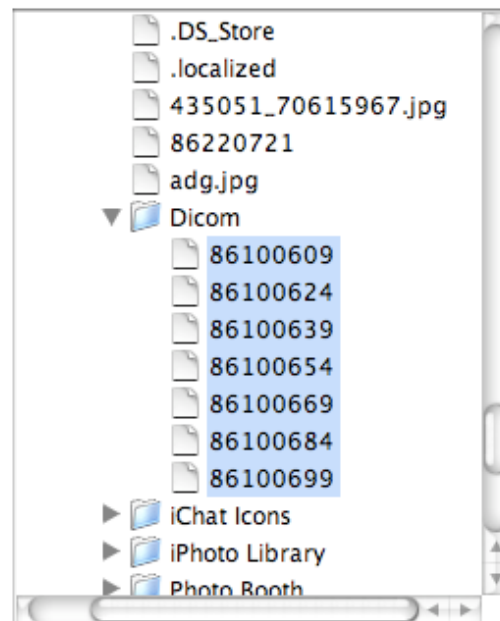 .DS_Store
.localized
435051_70615967.jpg
86220721
adg.jpg
Dicom
86100609
86100624
86100639
86100654
86100669
86100684
86100699
iChat Icons
iPhoto Library
Photo Booth